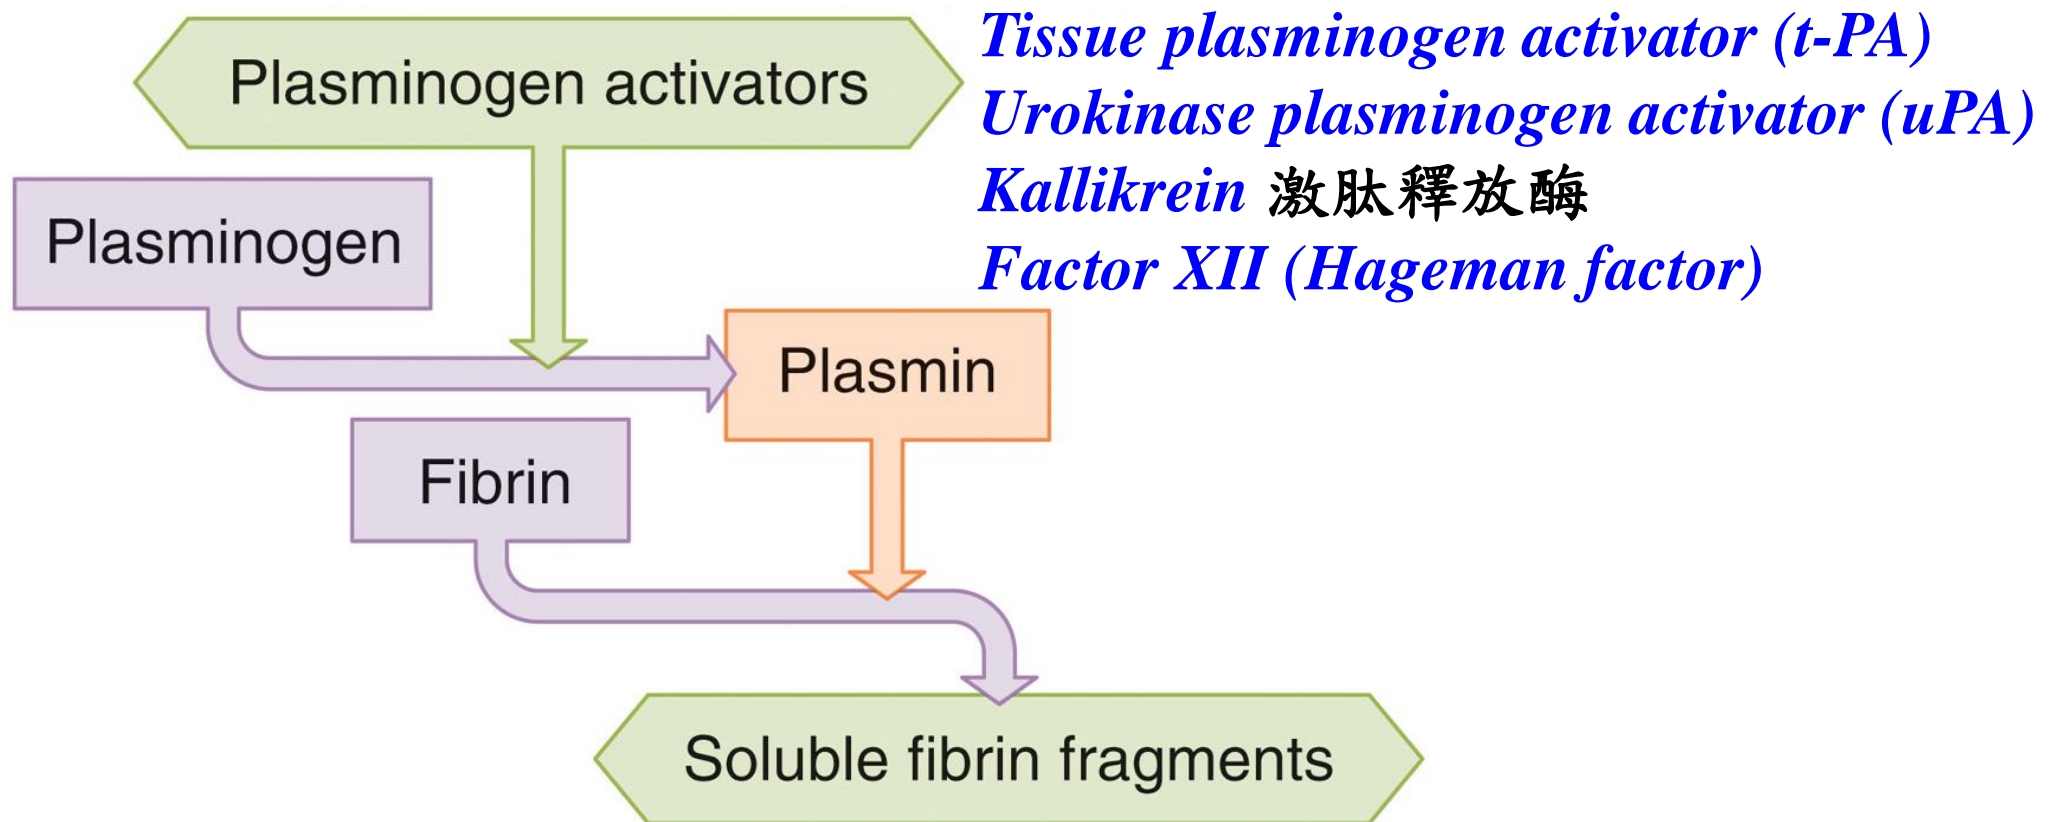 Plasminogen activators
Tissue plasminogen activator (t-PA)
Urokinase plasminogen activator (uPA)
Kallikrein 激肽釋放酶
Factor XII (Hageman factor)
Plasminogen
Plasmin
Fibrin
Soluble fibrin fragments